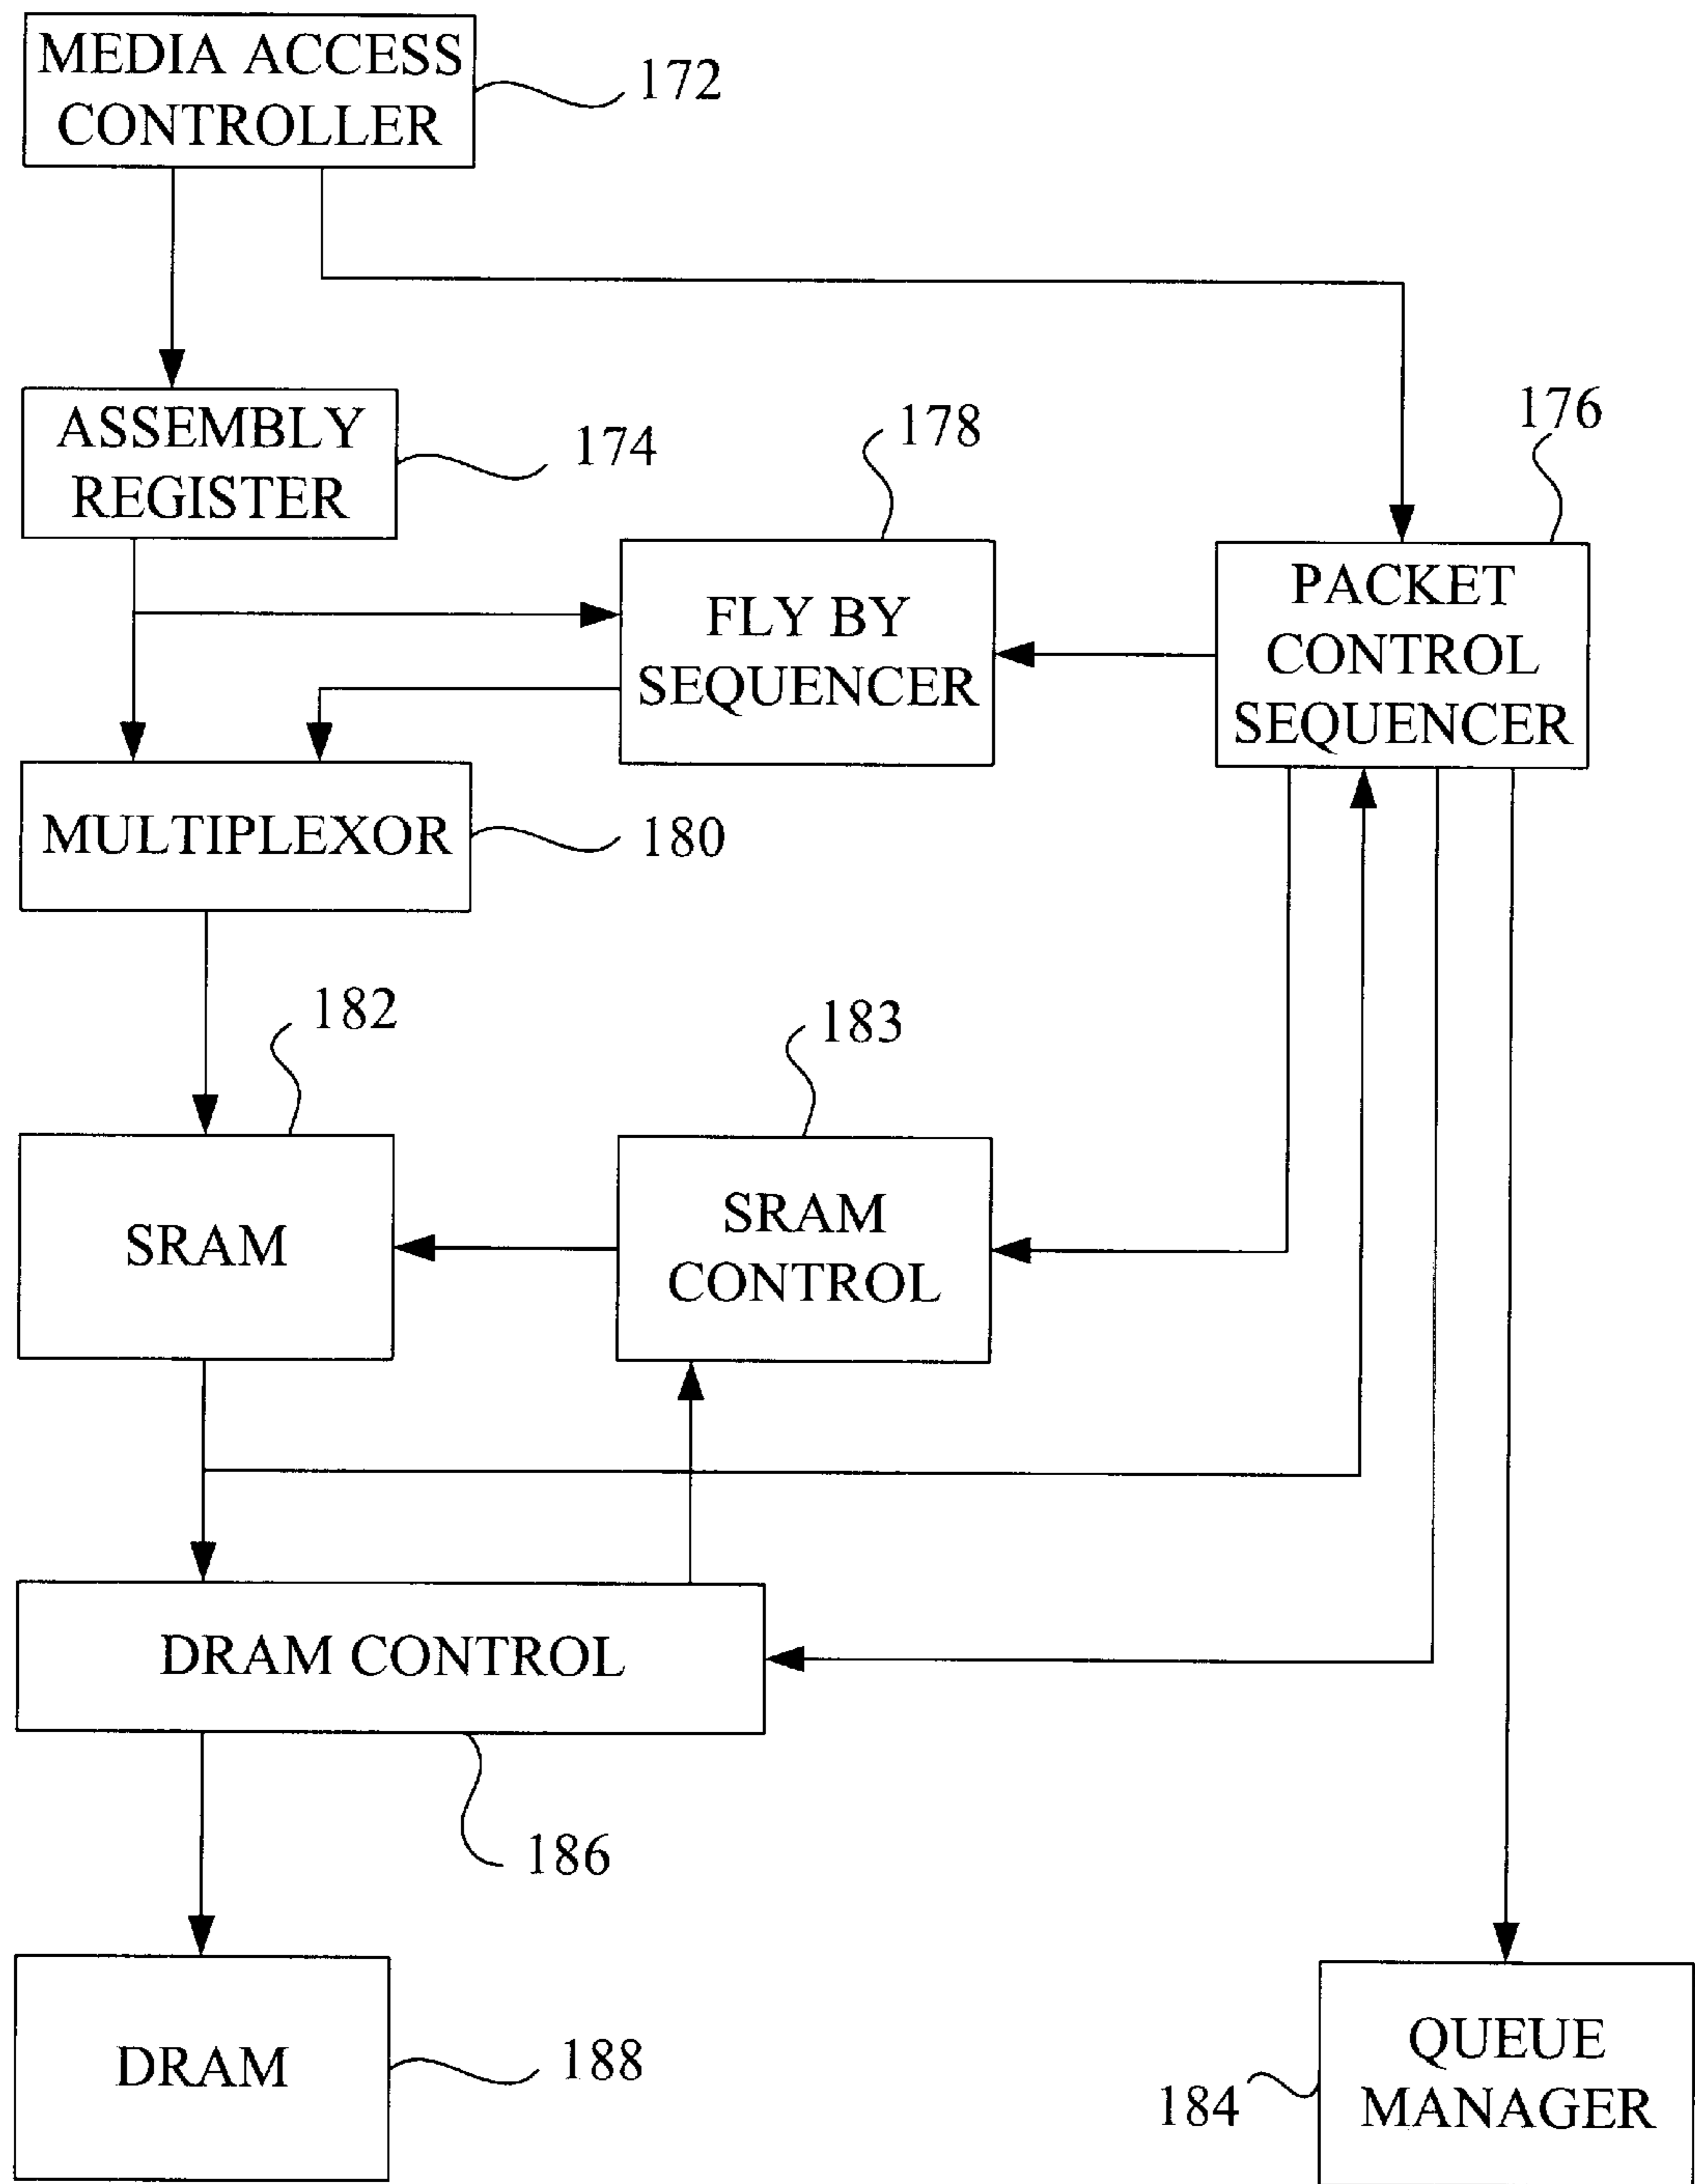 MEDIA ACCESS
CONTROLLER
172
ASSEMBLY
REGISTER
174
178
176
FLY BY
SEQUENCER
PACKET
CONTROL
SEQUENCER
MULTIPLEXOR
180
182
183
SRAM
SRAM
CONTROL
DRAM CONTROL
186
DRAM
188
184
QUEUE
MANAGER